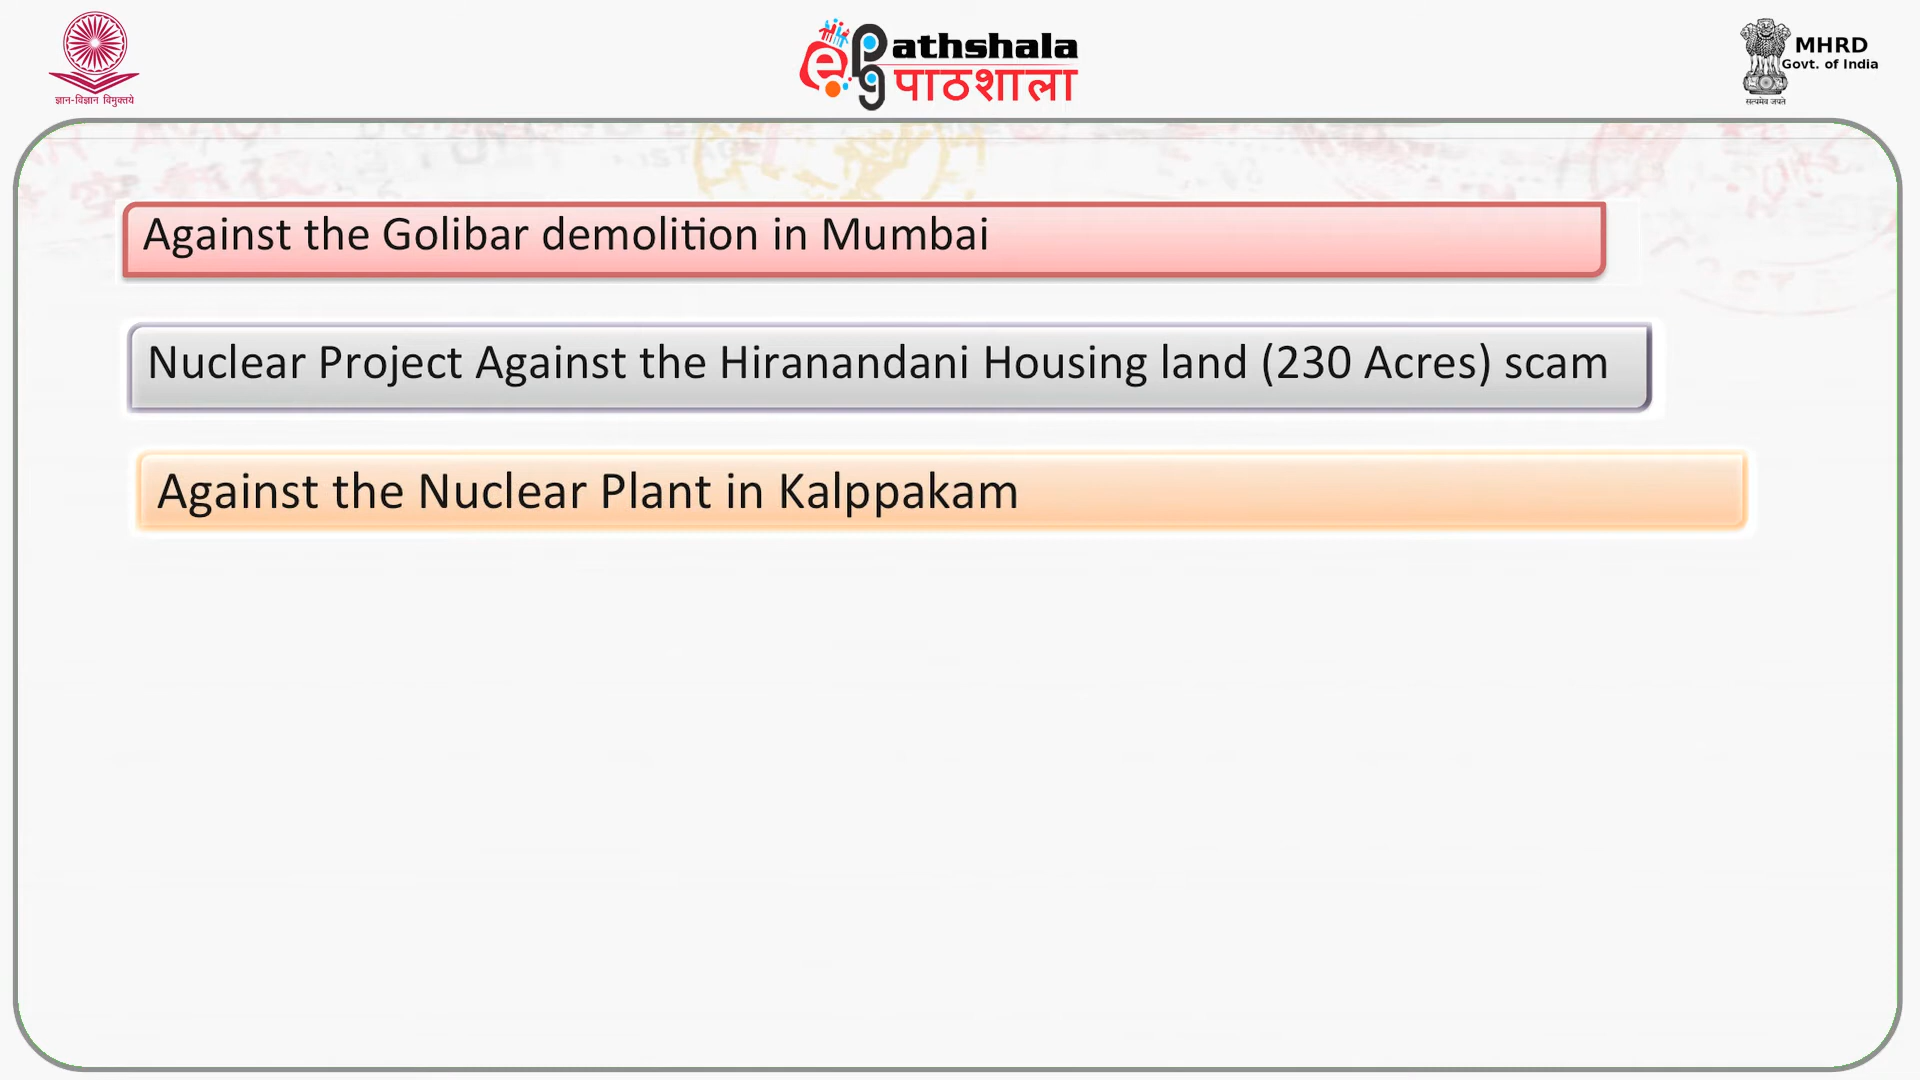 ज्ञान-विज्ञान विमुक्तये
ePG Pathshala
पाठशाला
MHRD
Govt. of India
सत्यमेव जयते
Against the Golibar demolition in Mumbai
Nuclear Project Against the Hiranandani Housing land (230 Acres) scam
Against the Nuclear Plant in Kalppakam